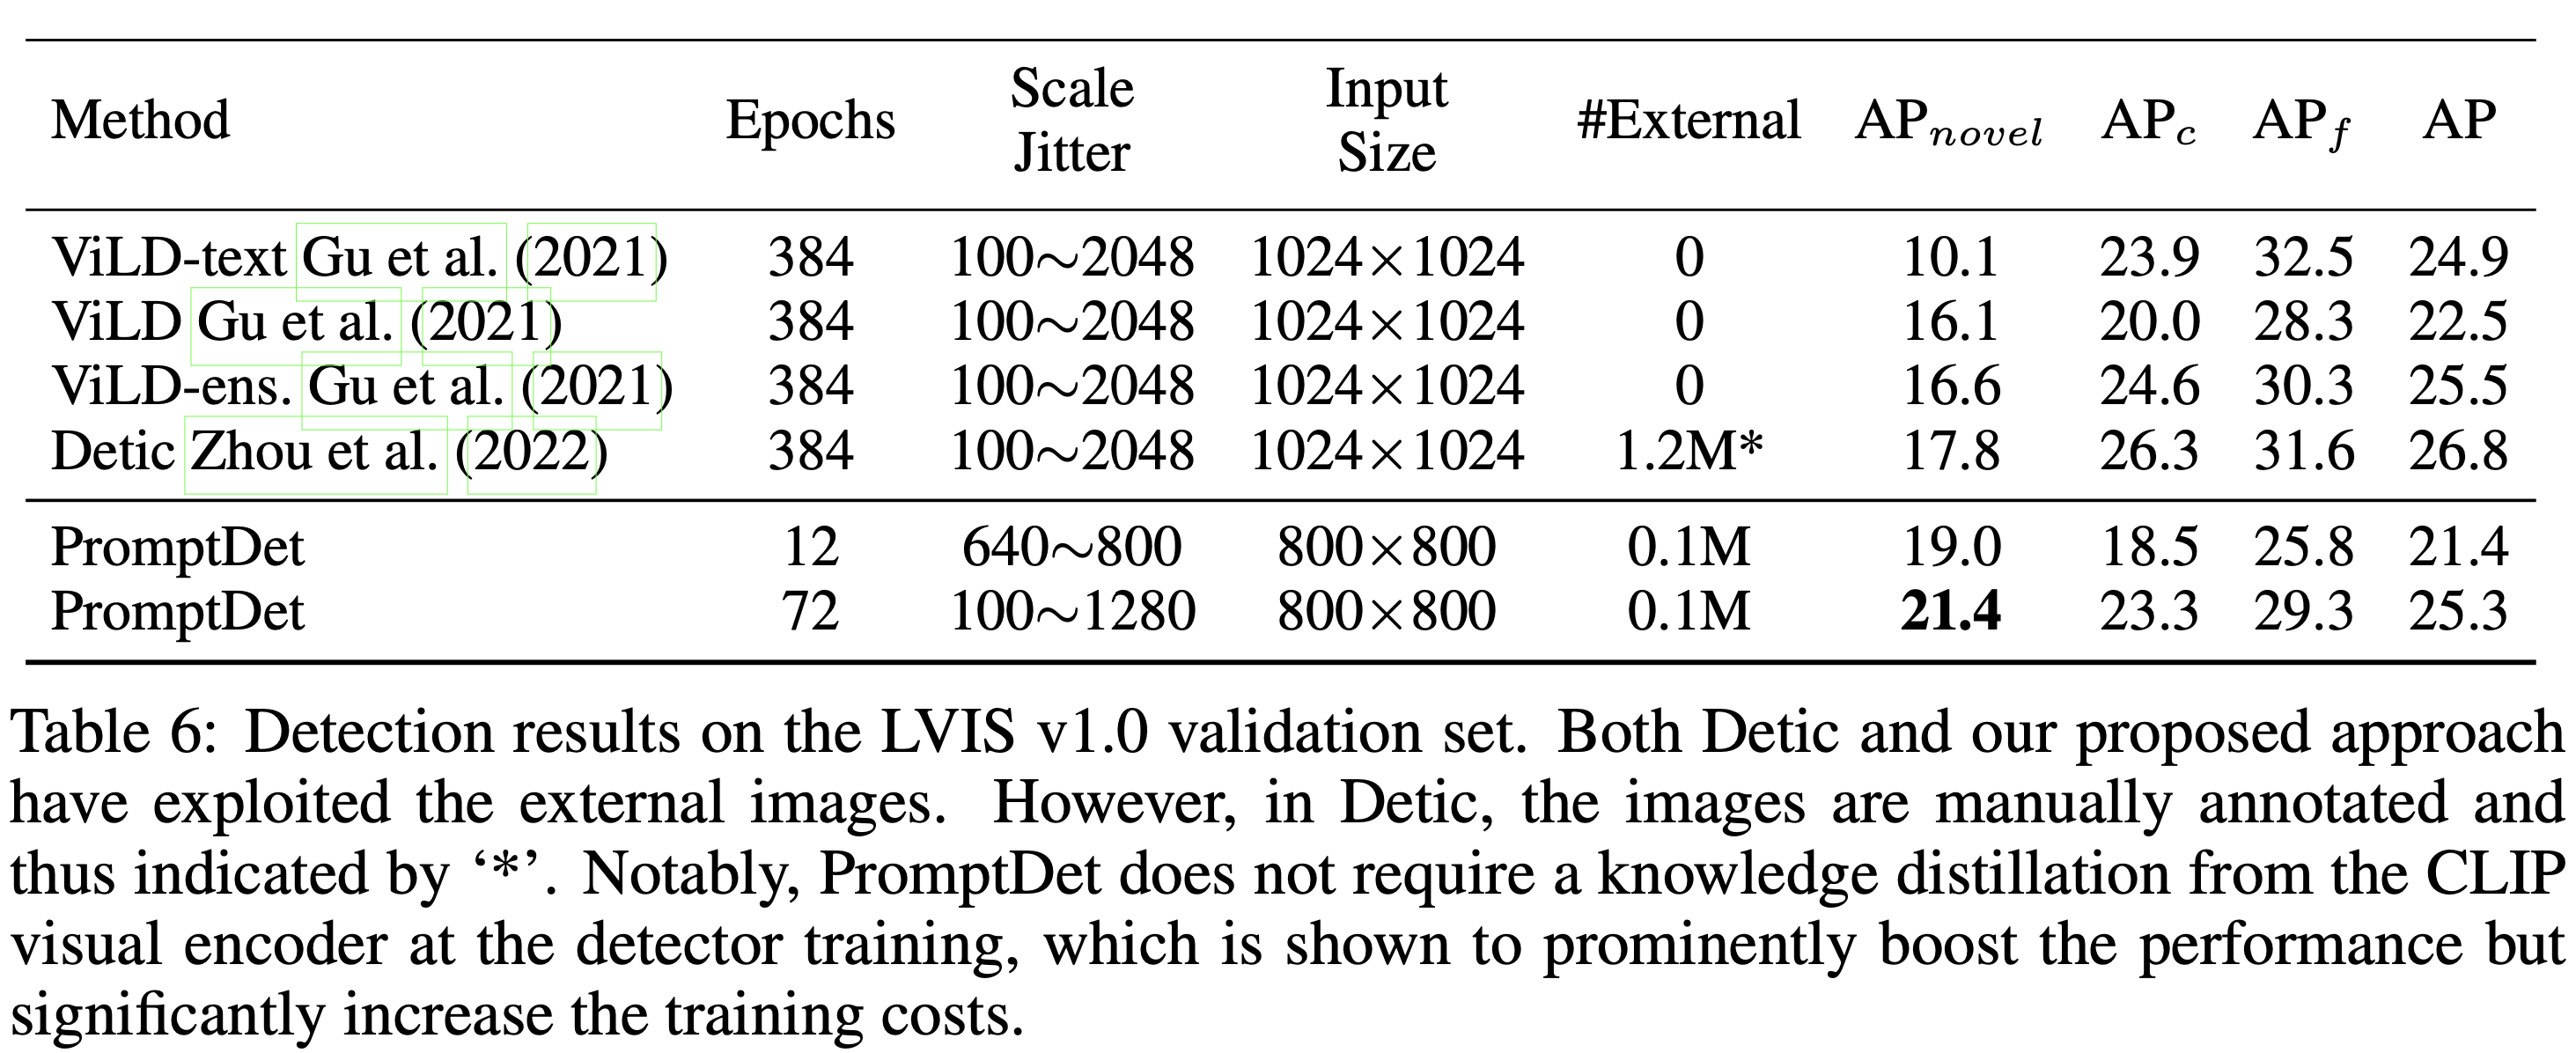 Method Epochs Scale Jitter Input Size #External AP_novel AP_c AP_f AP
ViLD-text Gu et al. (2021) 384 100∼2048 1024×1024 0 10.1 23.9 32.5 24.9
ViLD Gu et al. (2021) 384 100∼2048 1024×1024 0 16.1 20.0 28.3 22.5
ViLD-ens. Gu et al. (2021) 384 100∼2048 1024×1024 0 16.6 24.6 30.3 25.5
Detic Zhou et al. (2022) 384 100∼2048 1024×1024 1.2M* 17.8 26.3 31.6 26.8
PromptDet 12 640∼800 800×800 0.1M 19.0 18.5 25.8 21.4
PromptDet 72 100∼1280 800×800 0.1M 21.4 23.3 29.3 25.3
Table 6: Detection results on the LVIS v1.0 validation set. Both Detic and our proposed approach
have exploited the external images. However, in Detic, the images are manually annotated and
thus indicated by ‘*’. Notably, PromptDet does not require a knowledge distillation from the CLIP
visual encoder at the detector training, which is shown to prominently boost the performance but
significantly increase the training costs.